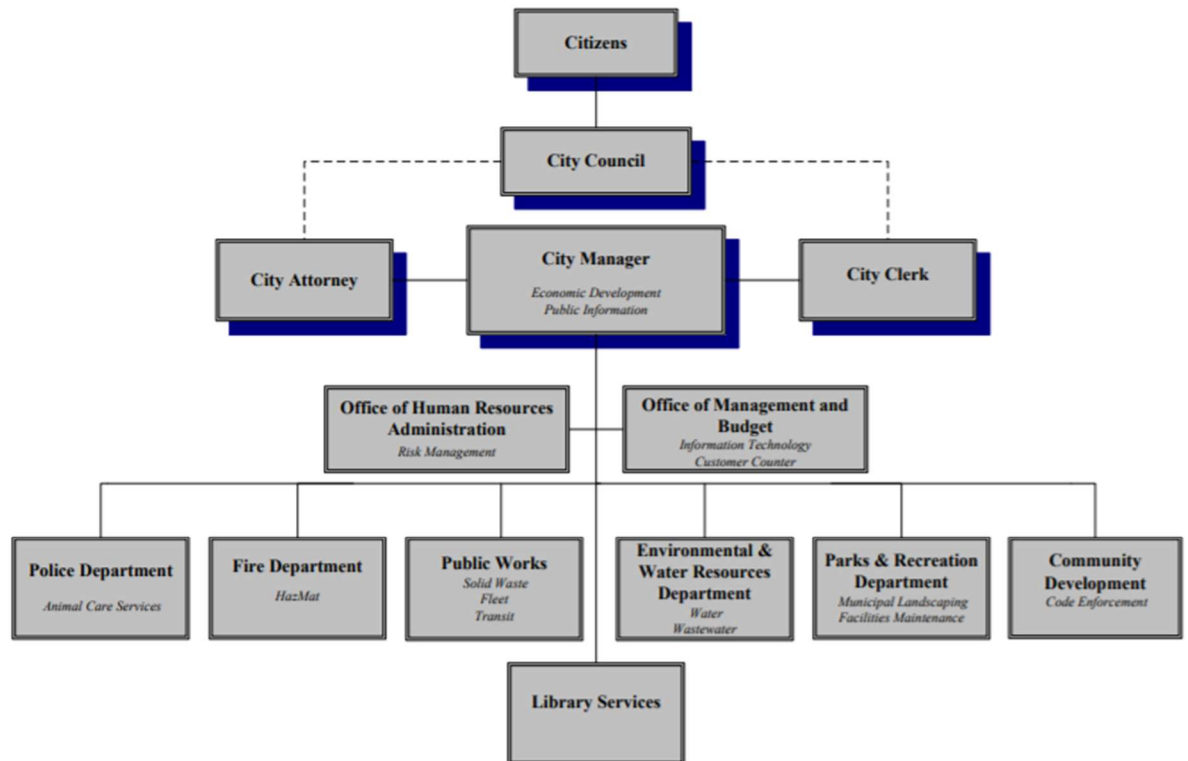 Citizens
City Council
City Attorney
City Manager
Economic Development
Public Information
City Clerk
Office of Human Resources
Administration
Risk Management
Office of Management and
Budget
Information Technology
Customer Counter
Police Department
Animal Care Services
Fire Department
HazMat
Public Works
Solid Waste
Fleet
Transit
Environmental &
Water Resources
Department
Water
Wastewater
Parks & Recreation
Department
Municipal Landscaping
Facilities Maintenance
Community
Development
Code Enforcement
Library Services